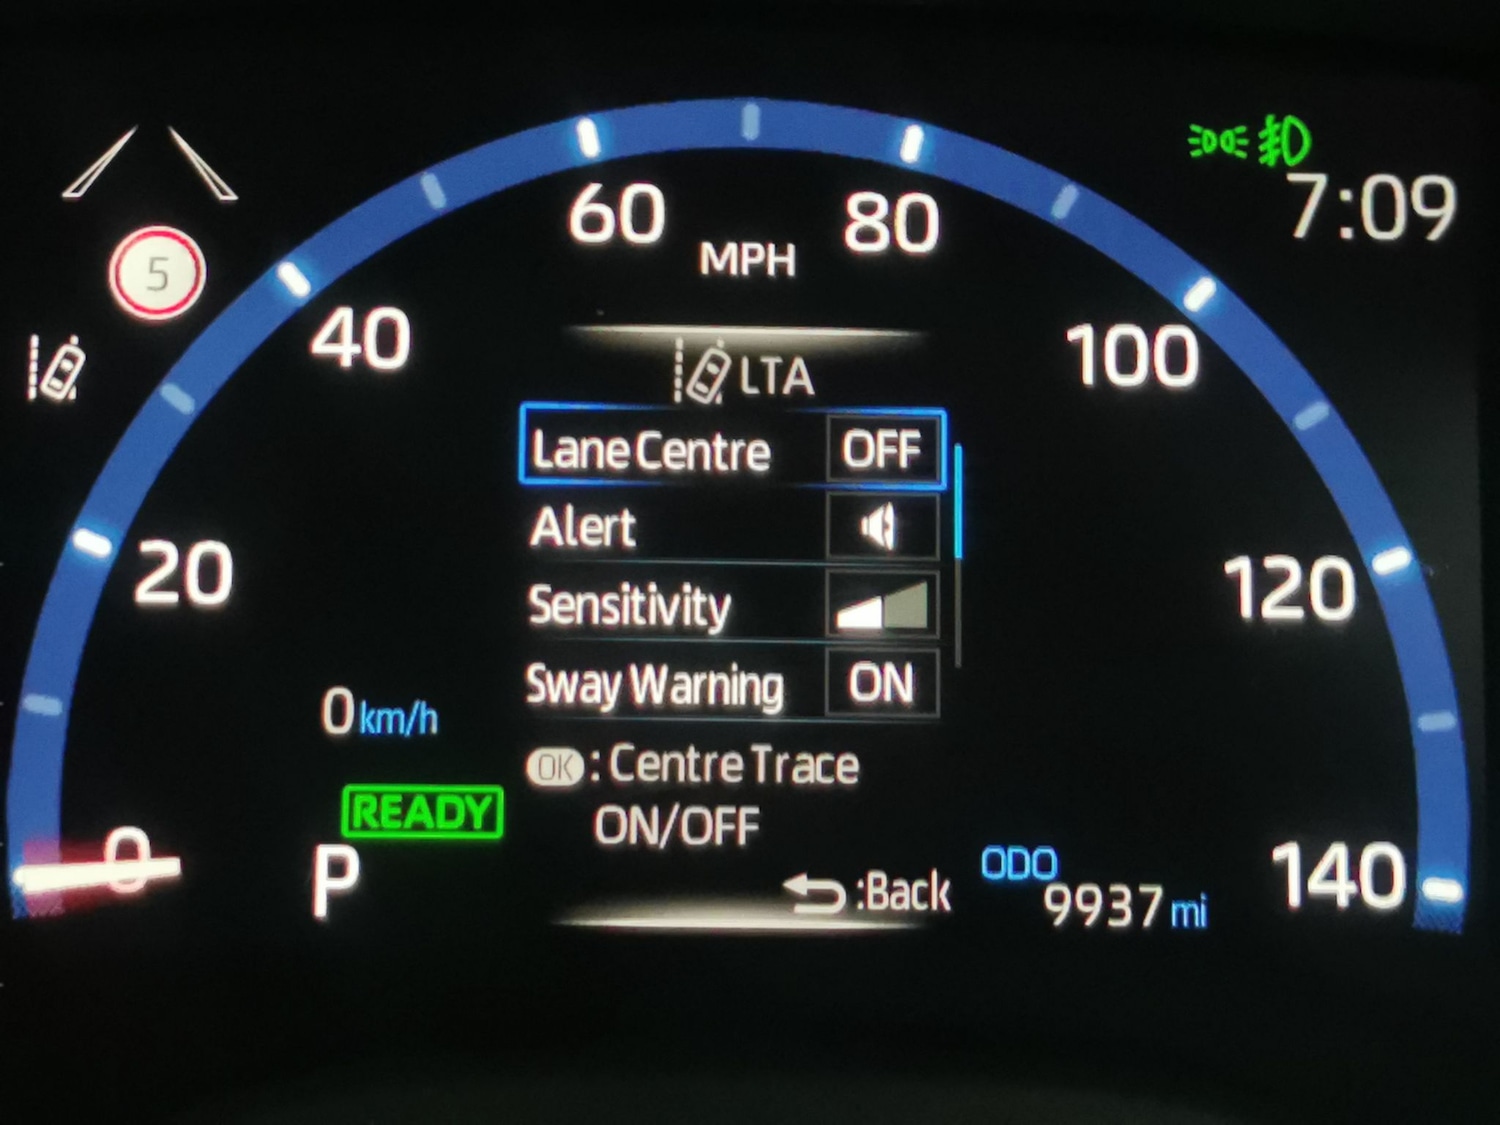 7:09
60
80
MPH
5
40
100
LTA
Lane Centre OFF
Alert
20
120
Sensitivity
Sway Warning ON
0 km/h
OK : Centre Trace
ON/OFF
READY
0
P
:Back
ODO
9937 mi
140